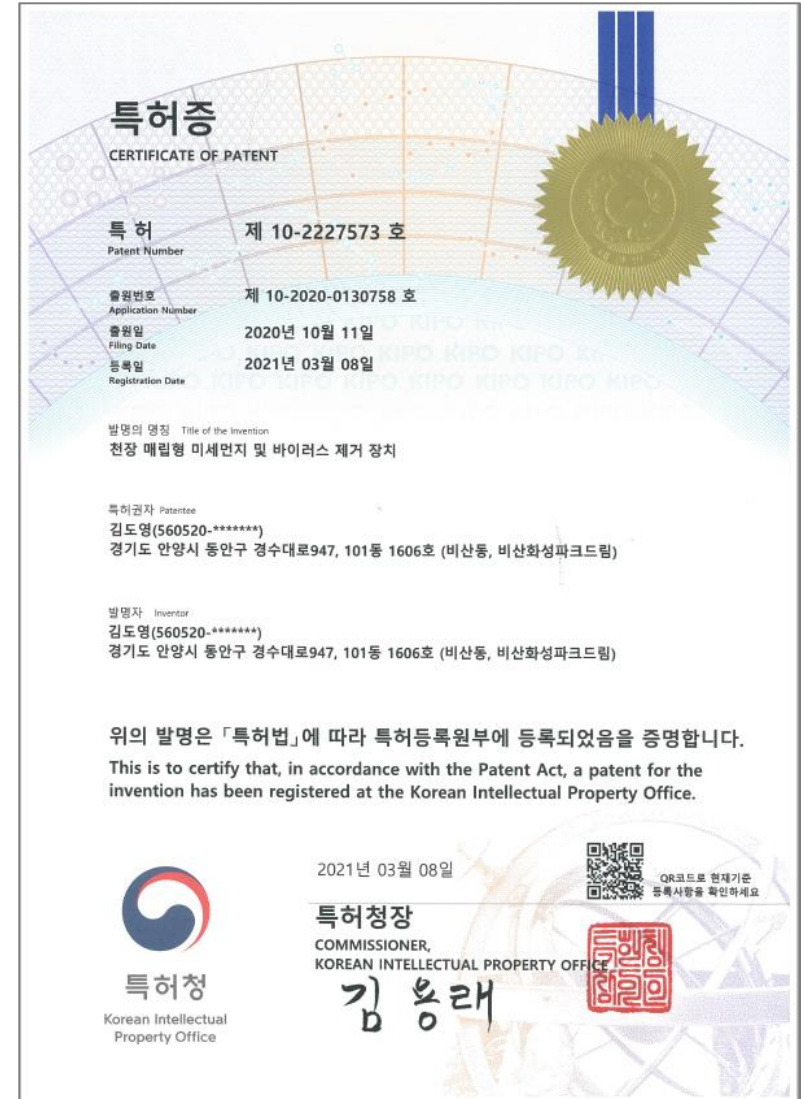 특허증
CERTIFICATE OF PATENT
특 허
Patent Number
제 10-2227573 호
출원번호
Application Number
제 10-2020-0130758 호
출원일
Filing Date
2020년 10월 11일
등록일
Registration Date
2021년 03월 08일
발명의 명칭 Title of the Invention
천장 매립형 미세먼지 및 바이러스 제거 장치
특허권자 Patentee
김도영(560520-*******)
경기도 안양시 동안구 경수대로947, 101동 1606호 (비산동, 비산화성파크드림)
발명자 Inventor
김도영(560520-*******)
경기도 안양시 동안구 경수대로947, 101동 1606호 (비산동, 비산화성파크드림)
위의 발명은 「특허법」에 따라 특허등록원부에 등록되었음을 증명합니다.
This is to certify that, in accordance with the Patent Act, a patent for the
invention has been registered at the Korean Intellectual Property Office.
2021년 03월 08일
QR코드로 현재기준
등록사항을 확인하세요
특허청장
COMMISSIONER,
KOREAN INTELLECTUAL PROPERTY OFFICE
김용래
특허청
Korean Intellectual
Property Office